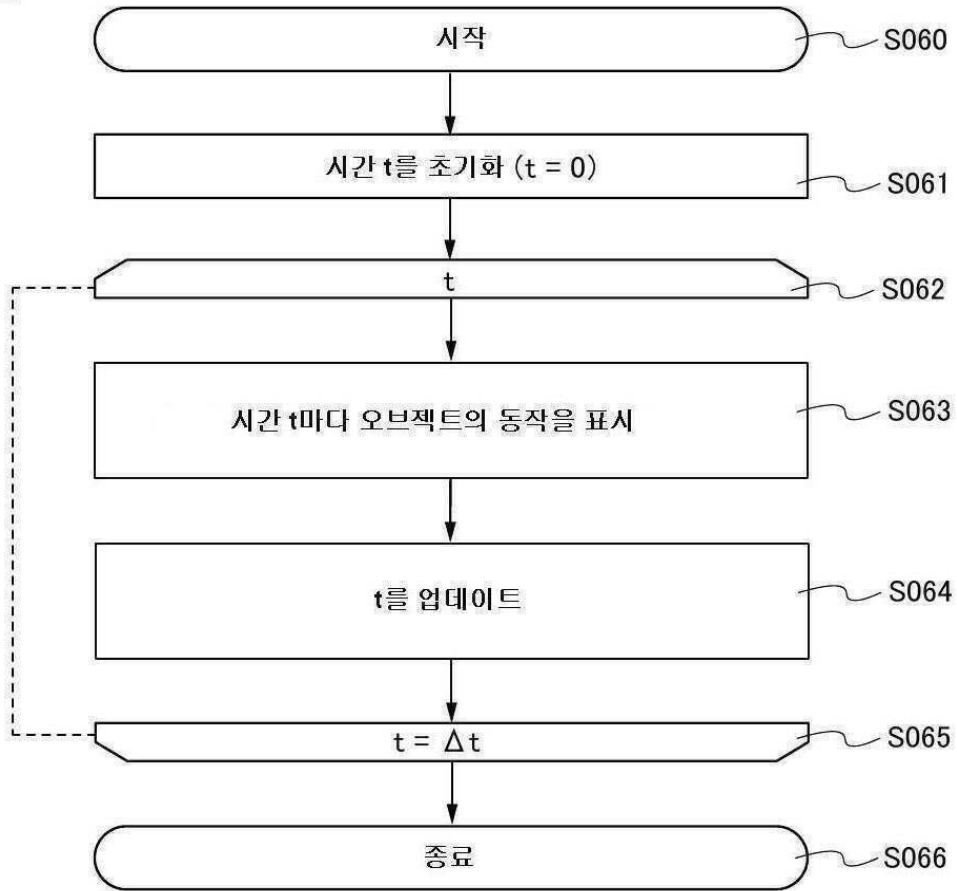 시작
S060
시간 t를 초기화 (t = 0)
S061
t
S062
시간 t마다 오브젝트의 동작을 표시
S063
t를 업데이트
S064
t = Δt
S065
종료
S066